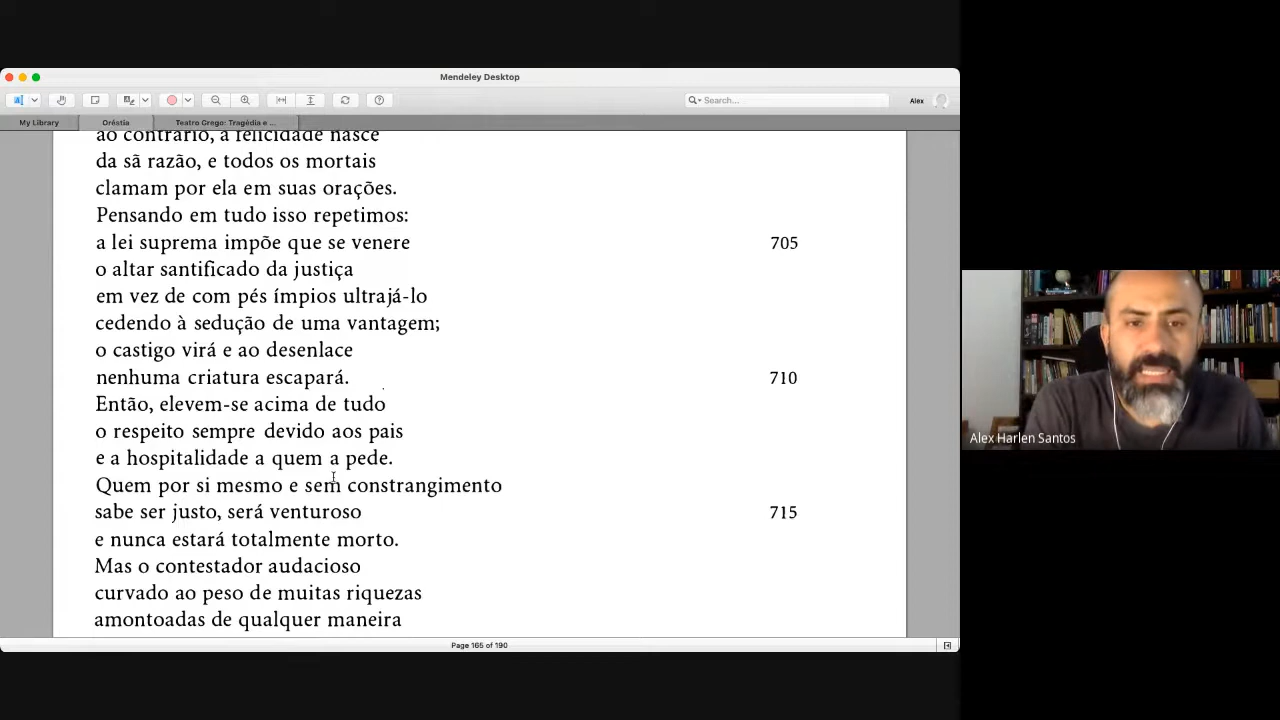 Mendeley Desktop
Search...
Alex
My Library
Oréstia
Teatro Grego: Tragédia e ...
ao contrário, a felicidade nasce
da sã razão, e todos os mortais
clamam por ela em suas orações.
Pensando em tudo isso repetimos:
a lei suprema impõe que se venere 705
o altar santificado da justiça
em vez de com pés ímpios ultrajá-lo
cedendo à sedução de uma vantagem;
o castigo virá e ao desenlace
nenhuma criatura escapará. 710
Então, elevem-se acima de tudo
o respeito sempre devido aos pais
e a hospitalidade a quem a pede.
Quem por si mesmo e sem constrangimento
sabe ser justo, será venturoso 715
e nunca estará totalmente morto.
Mas o contestador audacioso
curvado ao peso de muitas riquezas
amontoadas de qualquer maneira
Page 165 of 190
Alex Harlen Santos